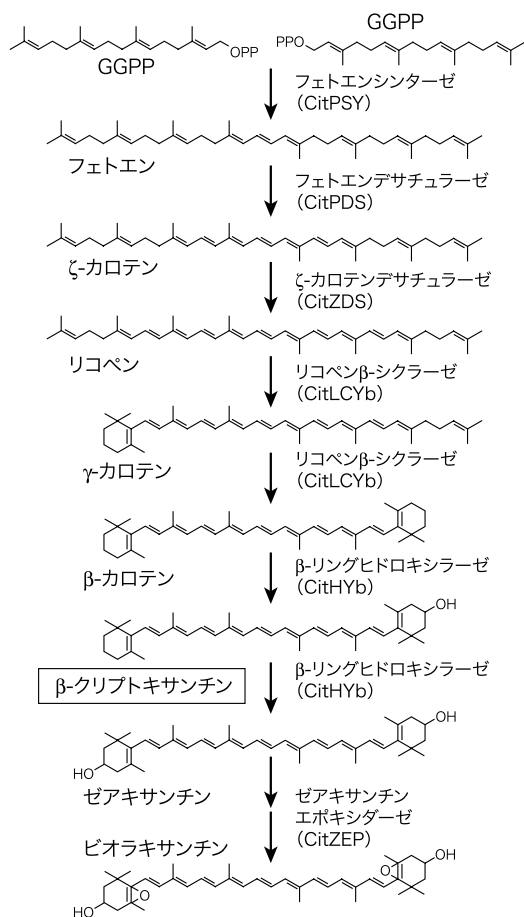 GGPP
PPO
OPP
GGPP
フェトエンシンターゼ
(CitPSY)
フェトエン
フェトエンデサチュラーゼ
(CitPDS)
ζ-カロテン
ζ-カロテンデサチュラーゼ
(CitZDS)
リコペン
リコペンβ-シクラーゼ
(CitLCYb)
γ-カロテン
リコペンβ-シクラーゼ
(CitLCYb)
β-カロテン
β-リングヒドロキシラーゼ
(CitHYb)
OH
β-クリプトキサンチン
β-リングヒドロキシラーゼ
(CitHYb)
OH
HO
ゼアキサンチン
ゼアキサンチン
エポキシダーゼ
(CitZEP)
ビオラキサンチン
OH
O
O
HO